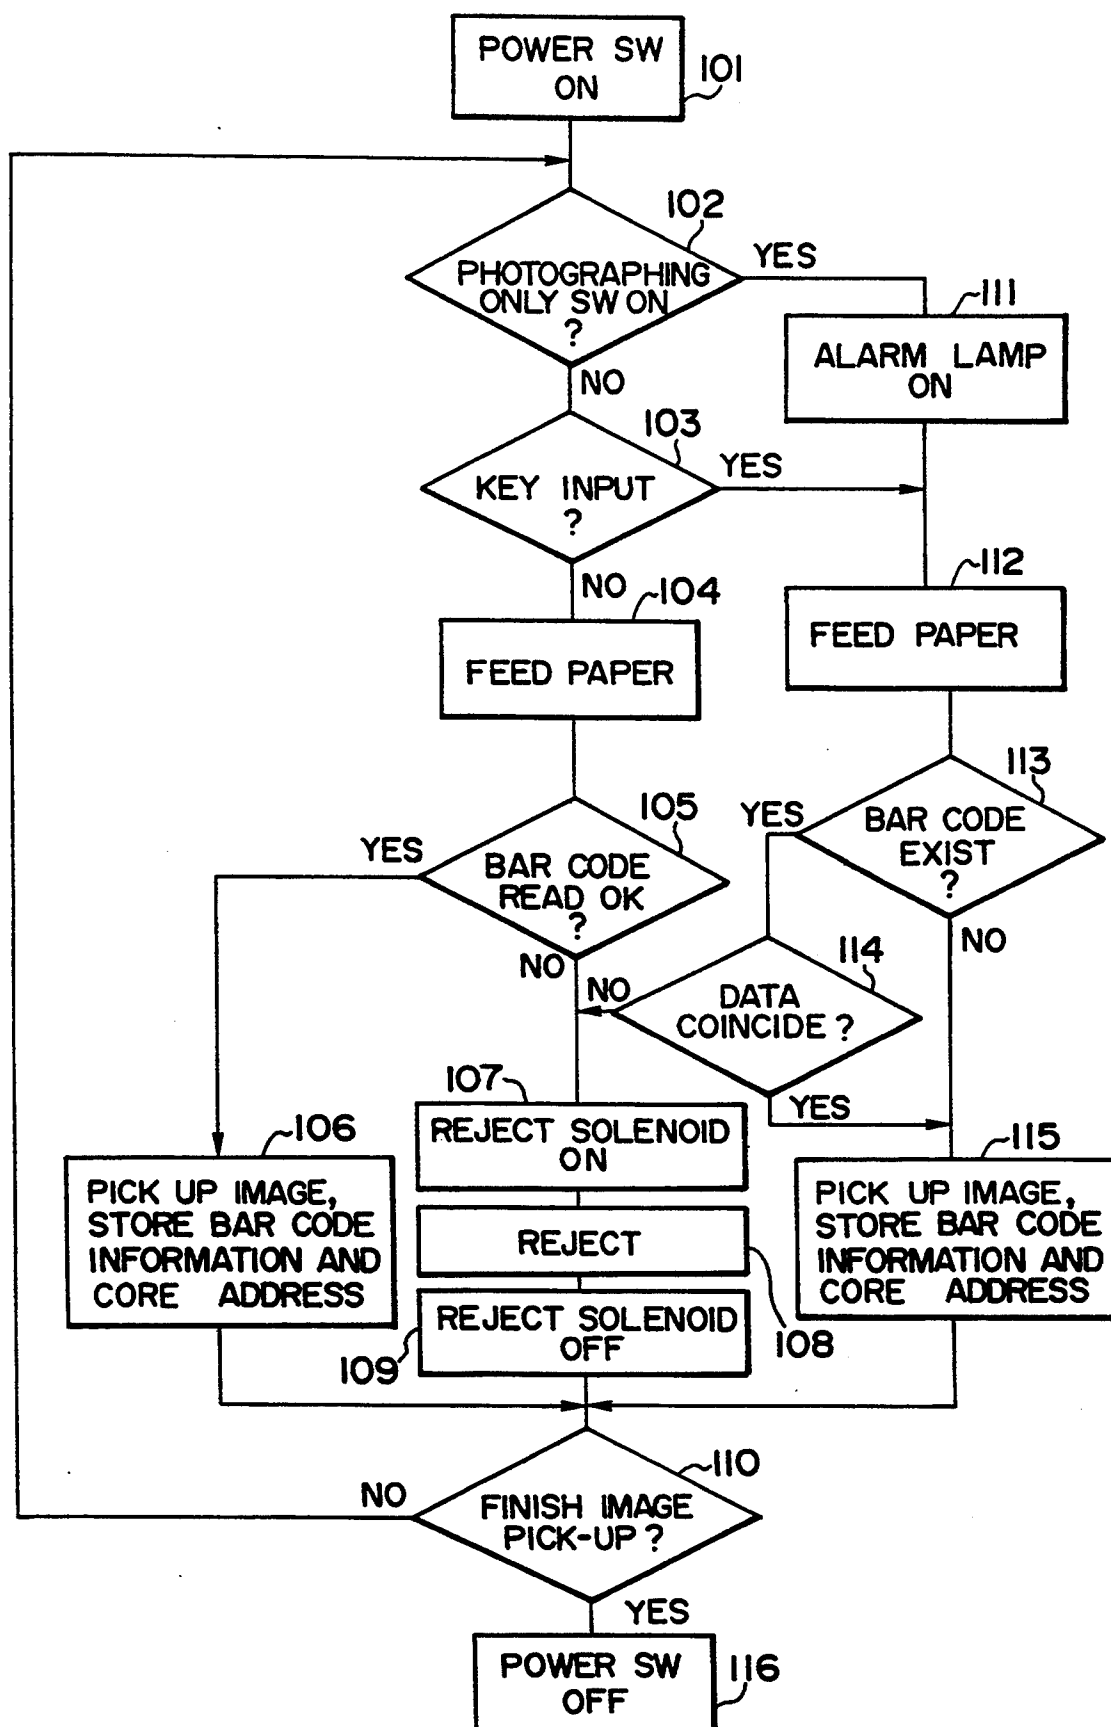 POWER SW
ON
101
102
PHOTOGRAPHING
ONLY SW ON
?
YES
NO
111
ALARM LAMP
ON
103
KEY INPUT
?
YES
NO
104
FEED PAPER
112
FEED PAPER
105
BAR CODE
READ OK
?
YES
NO
113
BAR CODE
EXIST
?
YES
NO
114
DATA
COINCIDE ?
NO
YES
106
PICK UP IMAGE,
STORE BAR CODE
INFORMATION AND
CORE ADDRESS
107
REJECT SOLENOID
ON
REJECT
108
REJECT SOLENOID
OFF
109
115
PICK UP IMAGE,
STORE BAR CODE
INFORMATION AND
CORE ADDRESS
110
FINISH IMAGE
PICK-UP ?
NO
YES
POWER SW
OFF
116